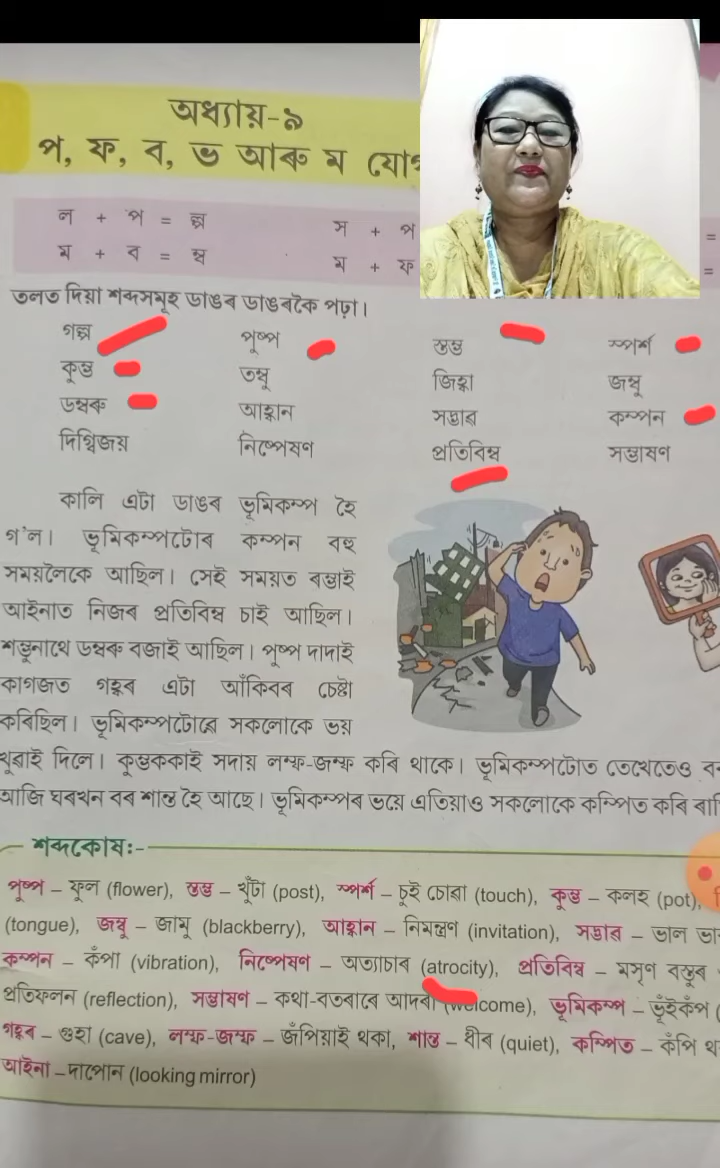 অধ্যায়-৯
প, ফ, ব, ভ আৰু ম
ল + প = ল্প স + প
ম + ব = ম্ব ম + ফ
তলত দিয়া শব্দসমূহ ডাঙৰ ডাঙৰকৈ পঢ়া।
গল্প পুষ্প স্তম্ভ স্পৰ্শ
কুম্ভ তম্বু জিহ্বা জম্বু
ডম্বৰু আহ্বান সম্ভাৰ কম্পন
দিগ্বিজয় নিষ্পেষণ প্ৰতিবিম্ব সম্ভাষণ
কালি এটা ডাঙৰ ভূমিকম্প হৈ
গ'ল। ভূমিকম্পটোৰ কম্পন বহু
সময়লৈকে আছিল। সেই সময়ত ৰম্ভাই
আইনাত নিজৰ প্ৰতিবিম্ব চাই আছিল।
শম্ভুনাথে ডম্বৰু বজাই আছিল। পুষ্প দাদাই
কাগজত গহ্বৰ এটা আঁকিবৰ চেষ্টা
কৰিছিল। ভূমিকম্পটোৱে সকলোকে ভয়
খুৱাই দিলে। কুম্ভককাই সদায় লম্ফ-জম্ফ কৰি থাকে। ভূমিকম্পটোত তেখেতেও
আজি ঘৰখন বৰ শান্ত হৈ আছে। ভূমিকম্পৰ ভয়ে এতিয়াও সকলোকে কম্পিত কৰি
শব্দকোষ:-
পুষ্প – ফুল (flower), স্তম্ভ – খুঁটা (post), স্পৰ্শ – চুই চোৱা (touch), কুম্ভ – কলহ (pot),
(tongue), জম্বু – জামু (blackberry), আহ্বান – নিমন্ত্ৰণ (invitation), সম্ভাৰ – ভাল
কম্পন – কঁপা (vibration), নিষ্পেষণ – অত্যাচাৰ (atrocity), প্ৰতিবিম্ব – মসৃণ বস্তুৰ
প্ৰতিফলন (reflection), সম্ভাষণ – কথা-বতৰাৰে আদৰা (welcome), ভূমিকম্প – ভূঁইকঁপ
গহ্বৰ – গুহা (cave), লম্ফ-জম্ফ – জঁপিয়াই থকা, শান্ত – ধীৰ (quiet), কম্পিত – কঁপি
আইনা – দাপোন (looking mirror)